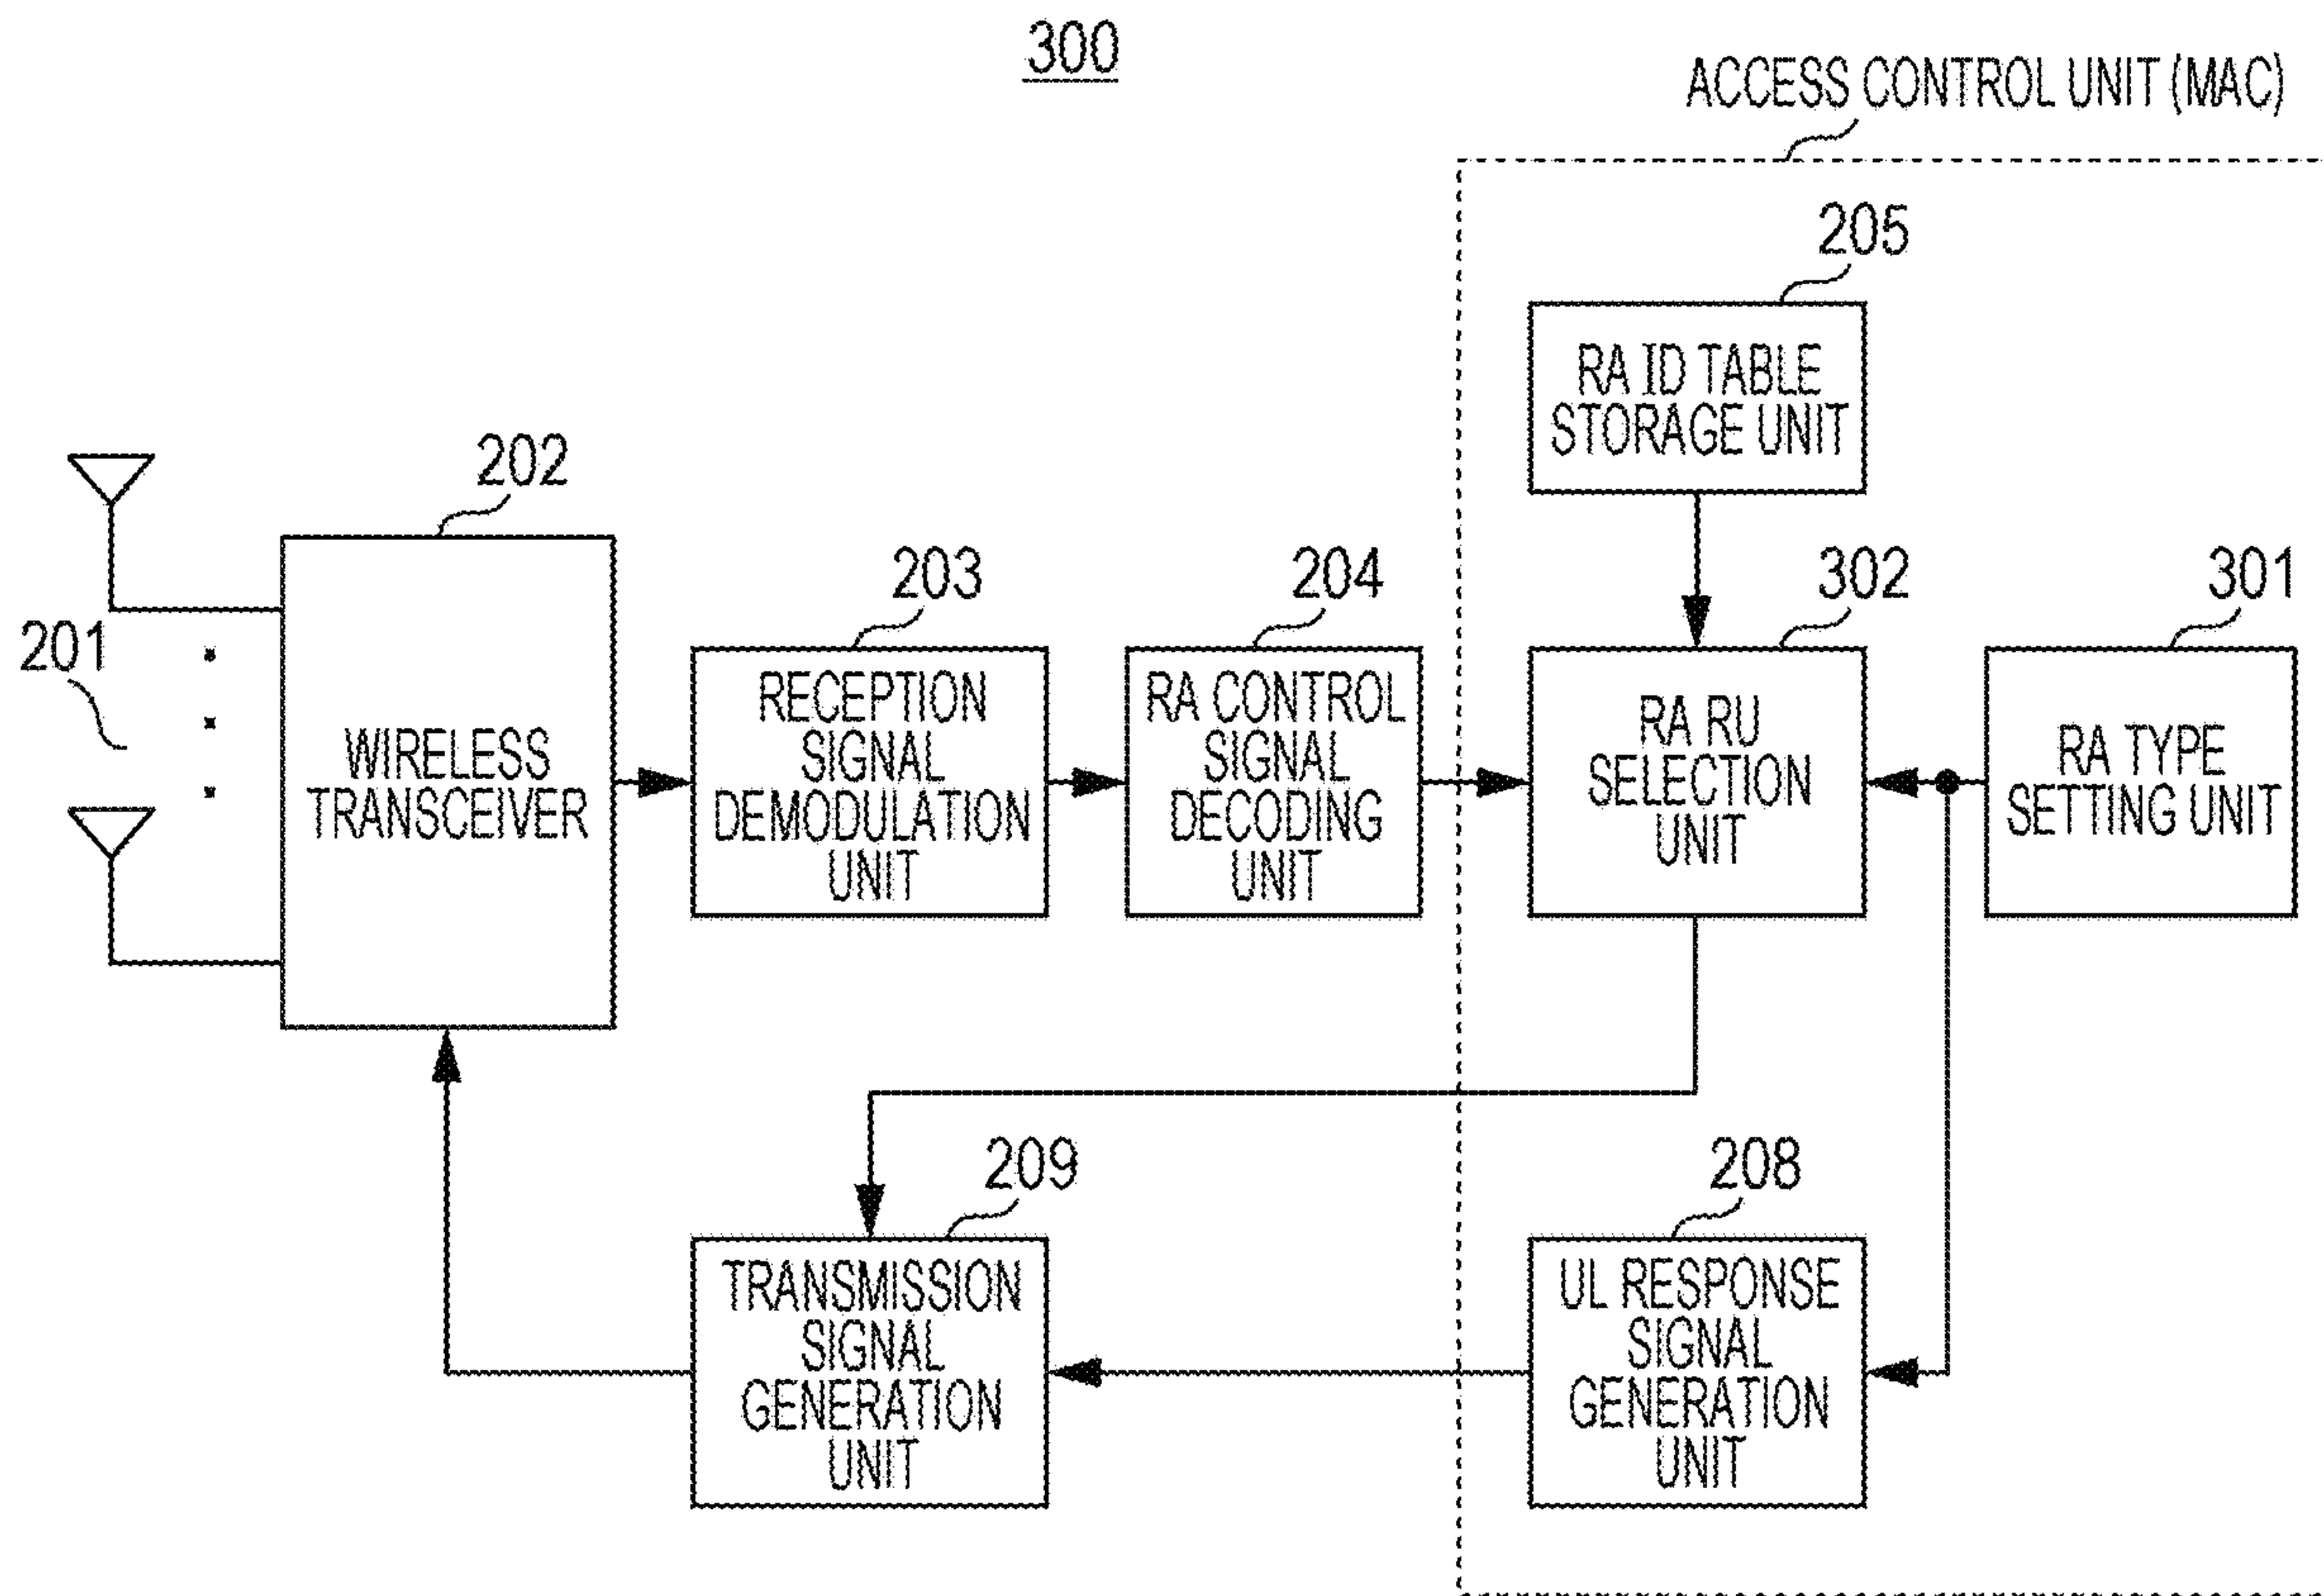 300
ACCESS CONTROL UNIT (MAC)
205
RA ID TABLE
STORAGE UNIT
202
203
204
302
301
201
WIRELESS
TRANSCEIVER
RECEPTION
SIGNAL
DEMODULATION
UNIT
RA CONTROL
SIGNAL
DECODING
UNIT
RA RU
SELECTION
UNIT
RA TYPE
SETTING UNIT
209
208
TRANSMISSION
SIGNAL
GENERATION
UNIT
UL RESPONSE
SIGNAL
GENERATION
UNIT